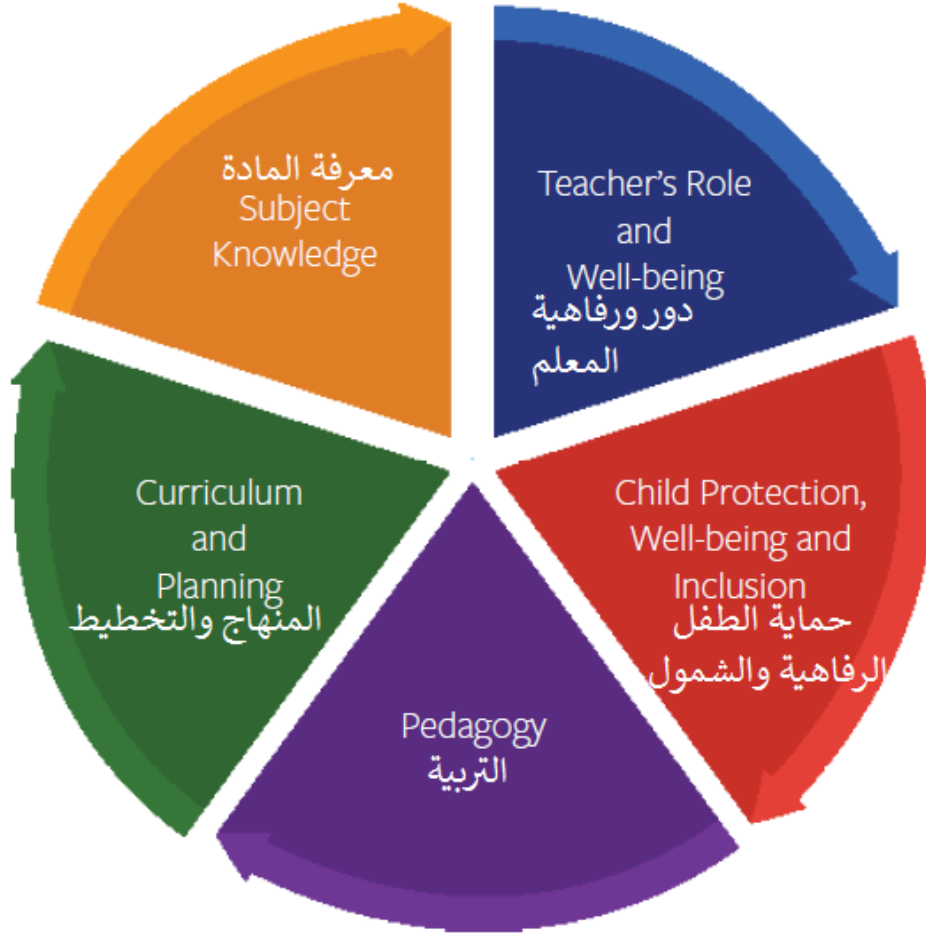 معرفة المادة
Subject
Knowledge
Teacher's Role
and
Well-being
دور ورفاهية
المعلم
Curriculum
and
Planning
المنهاج والتخطيط
Child Protection,
Well-being and
Inclusion
حماية الطفل
الرفاهية والشمول
Pedagogy
التربية